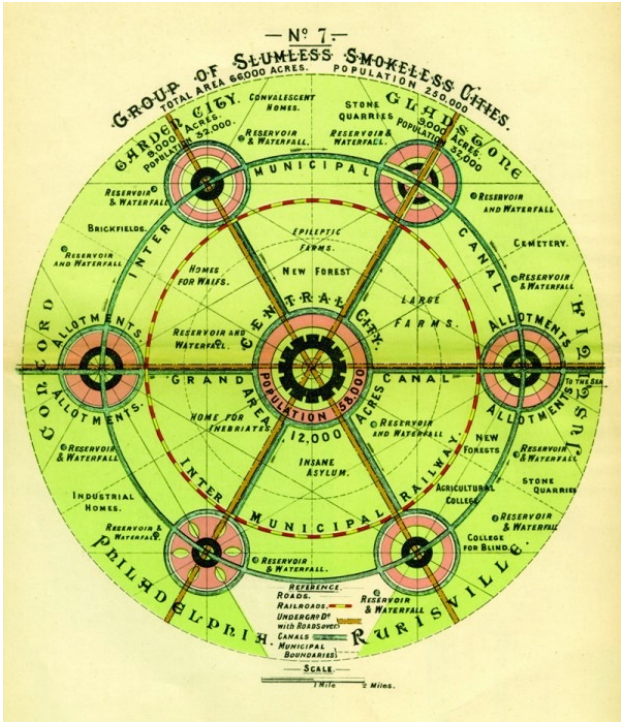 — Nº 7.—
GROUP OF SLUMLESS SMOKELESS CITIES.
TOTAL AREA 66,000 ACRES. POPULATION 250,000
GARDEN CITY.
9,000 ACRES.
POPULATION 32,000.
CONVALESCENT
HOMES.
STONE
QUARRIES
GLADSTONE
9,000 ACRES.
POPULATION
32,000
RESERVOIR
& WATERFALL
RESERVOIR &
WATERFALL.
INTER MUNICIPAL CANAL
RESERVOIR
& WATERFALL
RESERVOIR
AND WATERFALL
BRICKFIELDS.
EPILEPTIC
FARMS.
CEMETERY.
RESERVOIR
AND WATERFALL
HOMES
FOR WAIFS.
NEW FOREST
RESERVOIR &
WATERFALL
LARGE
FARMS.
CONCORD
ALLOTMENTS.
RESERVOIR AND
WATERFALL.
CENTRAL CITY.
ALLOTMENTS
JUSTITIA
GRAND CANAL
TO THE SEA
AREA 12,000 ACRES
POPULATION 58,000
ALLOTMENTS.
ALLOTMENTS
HOME FOR
INEBRIATES
RESERVOIR
AND WATERFALL
RESERVOIR
& WATERFALL
INSANE
ASYLUM.
NEW
FORESTS
RESERVOIR &
WATERFALL
STONE
QUARRIES
AGRICULTURAL
COLLEGE
INTER MUNICIPAL RAILWAY.
INDUSTRIAL
HOMES.
RESERVOIR &
WATERFALL
RESERVOIR
& WATERFALL
COLLEGE
FOR BLIND.
RESERVOIR &
WATERFALL.
PHILADELPHIA.
RURISVILLE
RESERVOIR
& WATERFALL
REFERENCE.
ROADS.
RAILROADS.
UNDERGRD Dº
WITH ROADS OVER
CANALS
MUNICIPAL
BOUNDARIES
— SCALE. —
1 Mile 2 Miles.